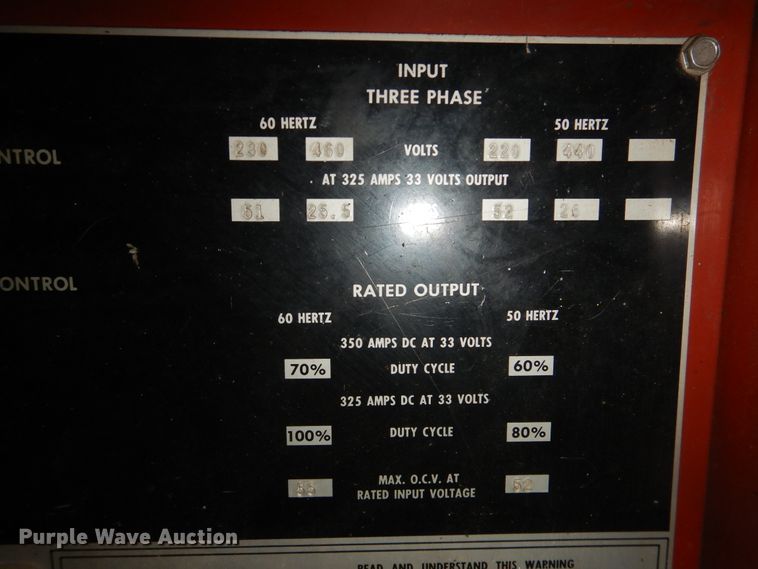 INPUT
THREE PHASE
60 HERTZ 50 HERTZ
NTROL 230 460 VOLTS 220 440
AT 325 AMPS 33 VOLTS OUTPUT
51 25.5 52 26
ONTROL RATED OUTPUT
60 HERTZ 50 HERTZ
350 AMPS DC AT 33 VOLTS
70% DUTY CYCLE 60%
325 AMPS DC AT 33 VOLTS
100% DUTY CYCLE 80%
MAX. O.C.V. AT
RATED INPUT VOLTAGE
Purple Wave Auction
READ AND UNDERSTAND THIS WARNING